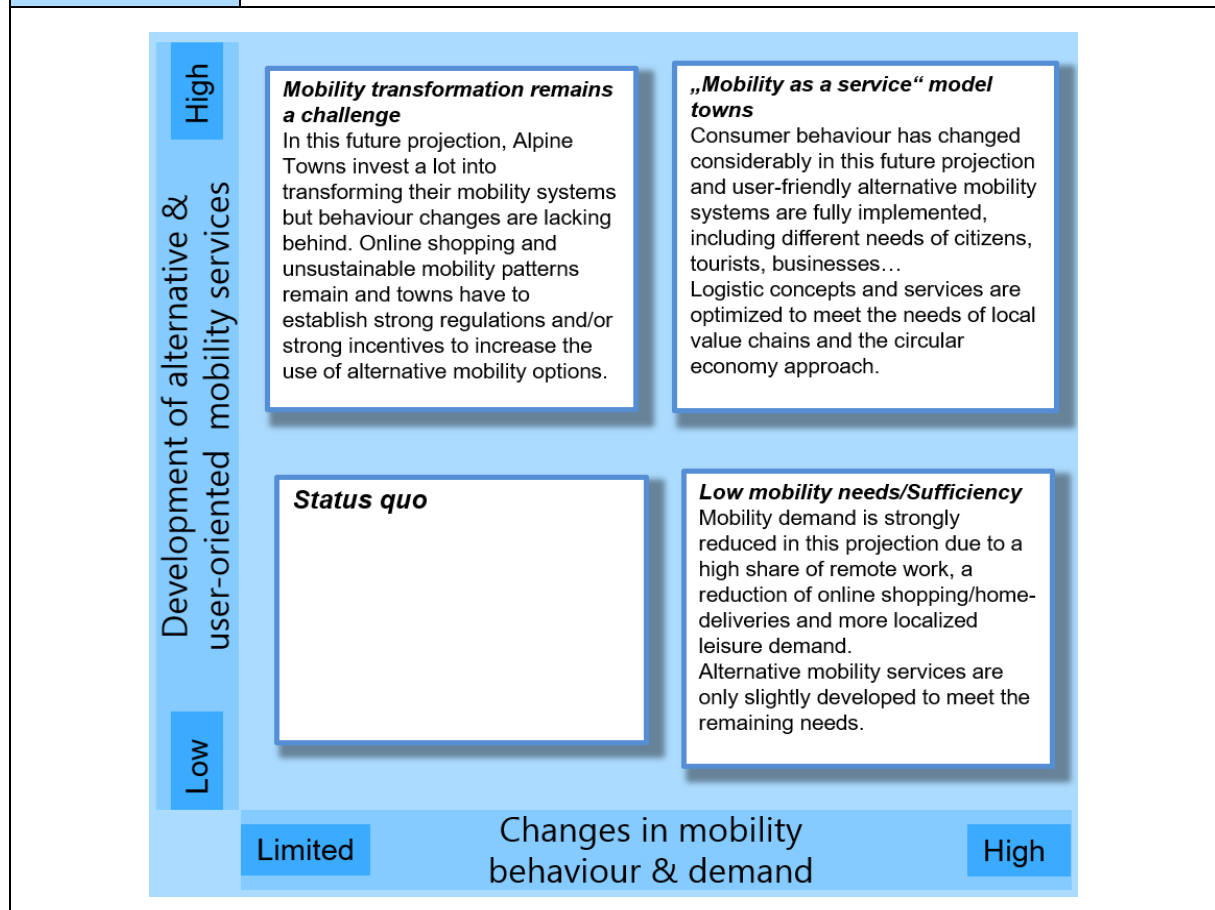 High
Development of alternative &
user-oriented mobility services
Low
Mobility transformation remains
a challenge
In this future projection, Alpine
Towns invest a lot into
transforming their mobility systems
but behaviour changes are lacking
behind. Online shopping and
unsustainable mobility patterns
remain and towns have to
establish strong regulations and/or
strong incentives to increase the
use of alternative mobility options.
„Mobility as a service“ model
towns
Consumer behaviour has changed
considerably in this future projection
and user-friendly alternative mobility
systems are fully implemented,
including different needs of citizens,
tourists, businesses…
Logistic concepts and services are
optimized to meet the needs of local
value chains and the circular
economy approach.
Status quo
Low mobility needs/Sufficiency
Mobility demand is strongly
reduced in this projection due to a
high share of remote work, a
reduction of online shopping/home-
deliveries and more localized
leisure demand.
Alternative mobility services are
only slightly developed to meet the
remaining needs.
Limited
Changes in mobility
behaviour & demand
High